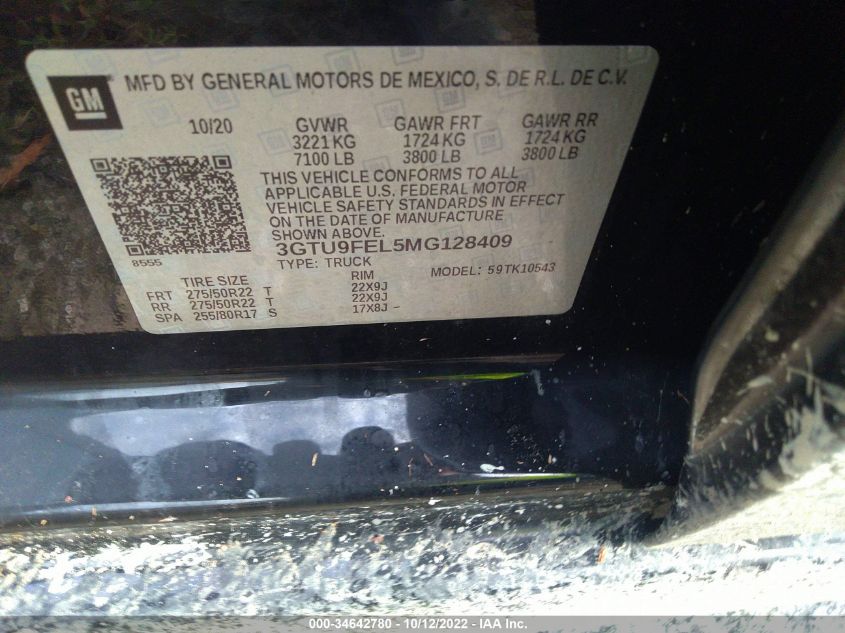 GM
MFD BY GENERAL MOTORS DE MEXICO, S. DE R.L. DE C.V.
10/20 GVWR GAWR FRT GAWR RR
3221 KG 1724 KG 1724 KG
7100 LB 3800 LB 3800 LB
THIS VEHICLE CONFORMS TO ALL
APPLICABLE U.S. FEDERAL MOTOR
VEHICLE SAFETY STANDARDS IN EFFECT
ON THE DATE OF MANUFACTURE
SHOWN ABOVE.
3GTU9FEL5MG128409
8555 TYPE: TRUCK MODEL: 59TK10543
TIRE SIZE RIM
FRT 275/50R22 T 22X9J
RR 275/50R22 T 22X9J
SPA 255/80R17 S 17X8J -
000-34642780 - 10/12/2022 - IAA Inc.